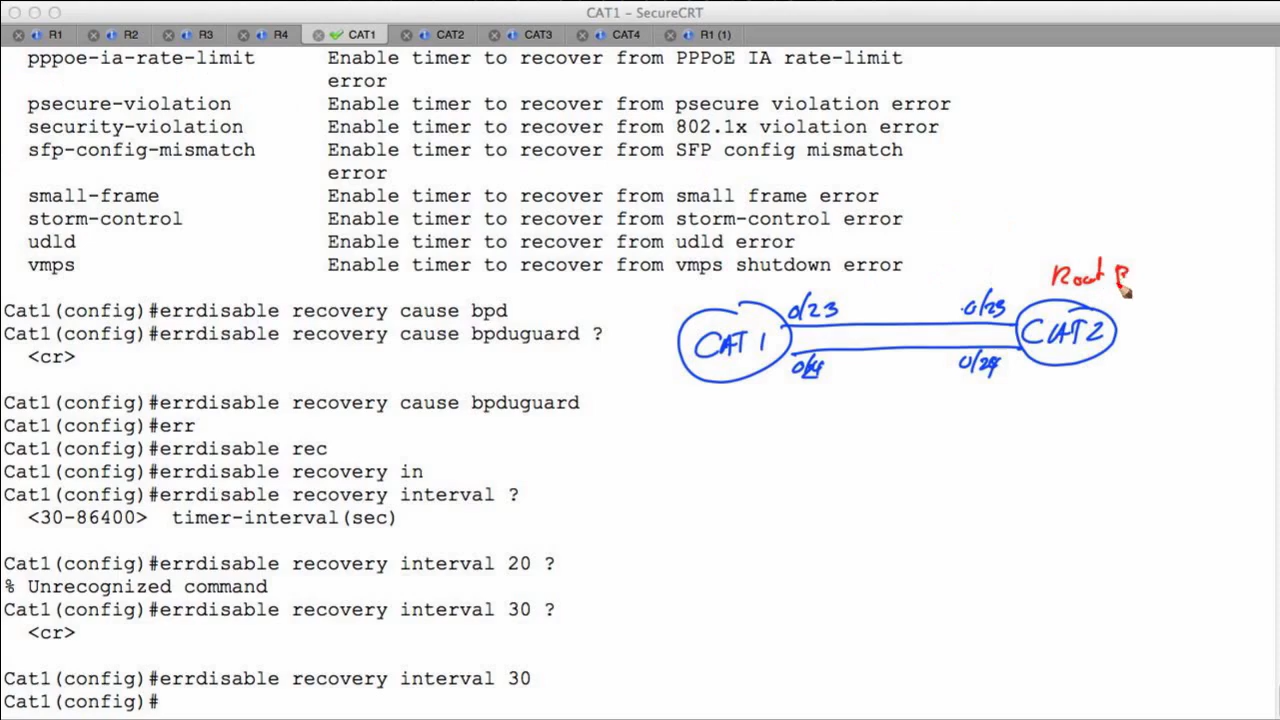 CAT1 – SecureCRT
R1 R2 R3 R4 CAT1 CAT2 CAT3 CAT4 R1 (1)
pppoe-ia-rate-limit Enable timer to recover from PPPoE IA rate-limit
error
psecure-violation Enable timer to recover from psecure violation error
security-violation Enable timer to recover from 802.1x violation error
sfp-config-mismatch Enable timer to recover from SFP config mismatch
error
small-frame Enable timer to recover from small frame error
storm-control Enable timer to recover from storm-control error
udld Enable timer to recover from udld error
vmps Enable timer to recover from vmps shutdown error
Cat1(config)#errdisable recovery cause bpd
Cat1(config)#errdisable recovery cause bpduguard ?
<cr>
Cat1(config)#errdisable recovery cause bpduguard
Cat1(config)#err
Cat1(config)#errdisable rec
Cat1(config)#errdisable recovery in
Cat1(config)#errdisable recovery interval ?
<30-86400> timer-interval(sec)
Cat1(config)#errdisable recovery interval 20 ?
% Unrecognized command
Cat1(config)#errdisable recovery interval 30 ?
<cr>
Cat1(config)#errdisable recovery interval 30
Cat1(config)#
Root
0/23 0/23
CAT1 CAT2
0/24